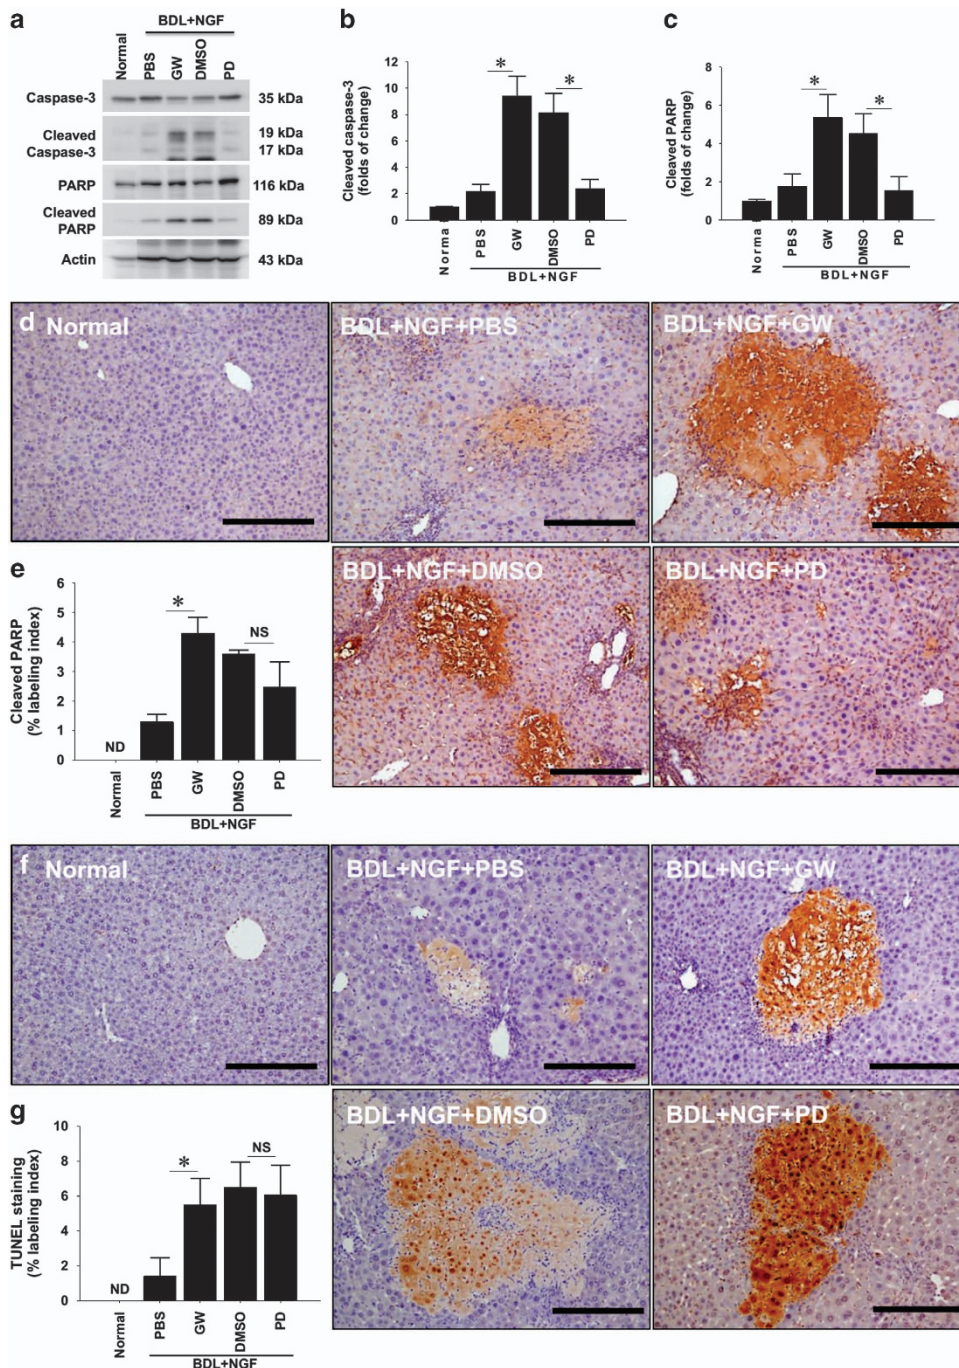 a
BDL+NGF
Normal
PBS
GW
DMSO
PD
Caspase-3
35 kDa
Cleaved
Caspase-3
19 kDa
17 kDa
PARP
116 kDa
Cleaved
PARP
89 kDa
Actin
43 kDa
b
Cleaved caspase-3
(folds of change)
12
10
8
6
4
2
0
*
*
Norma
PBS
GW
DMSO
PD
BDL+NGF
c
Cleaved PARP
(folds of change)
8
6
4
2
0
*
*
Norma
PBS
GW
DMSO
PD
BDL+NGF
d
Normal
BDL+NGF+PBS
BDL+NGF+GW
BDL+NGF+DMSO
BDL+NGF+PD
e
Cleaved PARP
(% labeling index)
6
5
4
3
2
1
0
ND
*
NS
Normal
PBS
GW
DMSO
PD
BDL+NGF
f
Normal
BDL+NGF+PBS
BDL+NGF+GW
BDL+NGF+DMSO
BDL+NGF+PD
g
TUNEL staining
(% labeling index)
10
8
6
4
2
0
ND
*
NS
Normal
PBS
GW
DMSO
PD
BDL+NGF